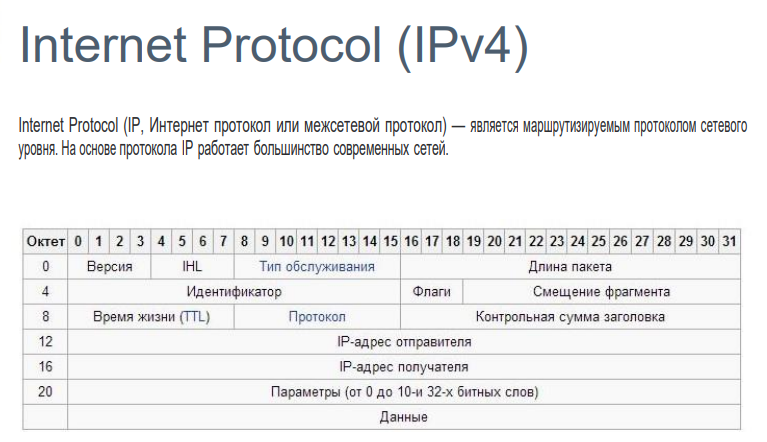 Internet Protocol (IPv4)
Internet Protocol (IP, Интернет протокол или межсетевой протокол) — является маршрутизируемым протоколом сетевого
уровня. На основе протокола IP работает большинство современных сетей.
Октет 0 1 2 3 4 5 6 7 8 9 10 11 12 13 14 15 16 17 18 19 20 21 22 23 24 25 26 27 28 29 30 31
0 Версия IHL Тип обслуживания Длина пакета
4 Идентификатор Флаги Смещение фрагмента
8 Время жизни (TTL) Протокол Контрольная сумма заголовка
12 IP-адрес отправителя
16 IP-адрес получателя
20 Параметры (от 0 до 10-и 32-х битных слов)
Данные